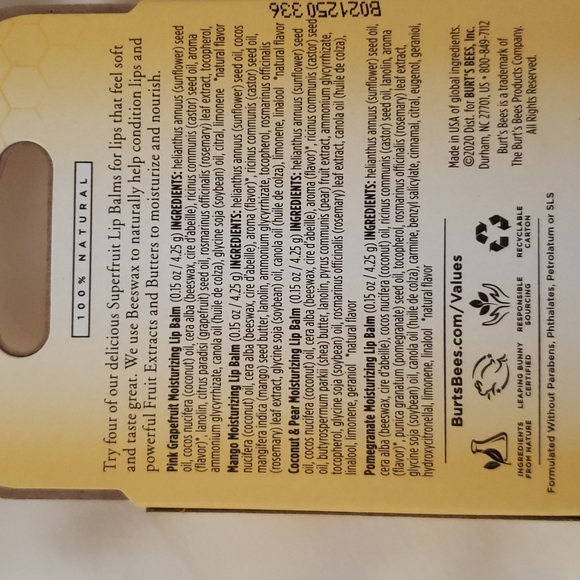 100% NATURAL
Try four of our delicious Superfruit Lip Balms for lips that feel soft
and taste great. We use Beeswax to naturally help condition lips and
powerful Fruit Extracts and Butters to moisturize and nourish.
Pink Grapefruit Moisturizing Lip Balm (0.15 oz / 4.25 g) INGREDIENTS: helianthus annuus (sunflower) seed
oil, cocos nucifera (coconut) oil, cera alba (beeswax, cire d'abeille), ricinus communis (castor) seed oil, aroma
(flavor)*, lanolin, citrus paradisi (grapefruit) seed oil, rosmarinus officinalis (rosemary) leaf extract, tocopherol,
ammonium glycyrrhizate, canola oil (huile de colza), glycine soja (soybean) oil, citral, limonene *natural flavor
Mango Moisturizing Lip Balm (0.15 oz / 4.25 g) INGREDIENTS: helianthus annuus (sunflower) seed oil, cocos
nucifera (coconut) oil, cera alba (beeswax, cire d'abeille), aroma (flavor)*, ricinus communis (castor) seed oil,
mangifera indica (mango) seed butter, lanolin, ammonium glycyrrhizate, tocopherol, rosmarinus officinalis
(rosemary) leaf extract, glycine soja (soybean) oil, canola oil (huile de colza), limonene, linalool *natural flavor
Coconut & Pear Moisturizing Lip Balm (0.15 oz / 4.25 g) INGREDIENTS: helianthus annuus (sunflower) seed
oil, cocos nucifera (coconut) oil, cera alba (beeswax, cire d'abeille), aroma (flavor)*, ricinus communis (castor) seed
oil, butyrospermum parkii (shea) butter, lanolin, pyrus communis (pear) fruit extract, ammonium glycyrrhizate,
tocopherol, glycine soja (soybean) oil, rosmarinus officinalis (rosemary) leaf extract, canola oil (huile de colza),
linalool, limonene, geraniol *natural flavor
Pomegranate Moisturizing Lip Balm (0.15 oz / 4.25 g) INGREDIENTS: helianthus annuus (sunflower) seed oil,
cera alba (beeswax, cire d'abeille), cocos nucifera (coconut) oil, ricinus communis (castor) seed oil, lanolin, aroma
(flavor)*, punica granatum (pomegranate) seed oil, tocopherol, rosmarinus officinalis (rosemary) leaf extract,
glycine soja (soybean) oil, canola oil (huile de colza), carmine, benzyl salicylate, cinnamal, citral, eugenol, geraniol,
hydroxycitronellal, limonene, linalool *natural flavor
B021250 336
BurtsBees.com/Values
INGREDIENTS
FROM NATURE
LEAPING BUNNY
CERTIFIED
RESPONSIBLE
SOURCING
RECYCLABLE
CARTON
Formulated Without Parabens, Phthalates, Petrolatum or SLS
Made in USA of global ingredients.
©2020 Dist. for BURT'S BEES, Inc.
Durham, NC 27701, US • 800-849-7112
Burt's Bees is a trademark of
The Burt's Bees Products Company.
All Rights Reserved.